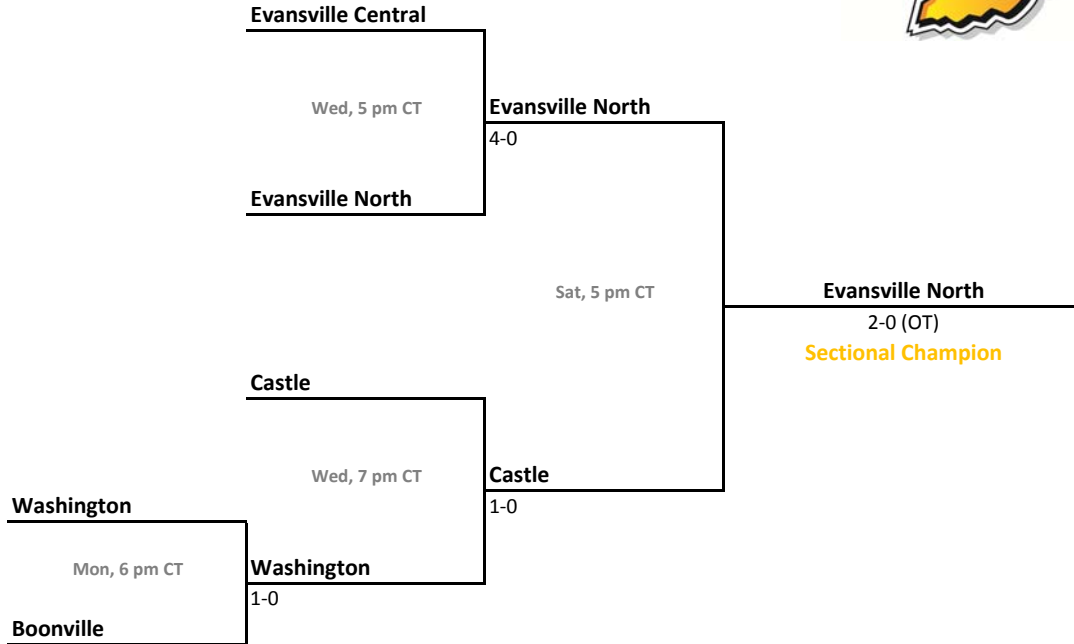 Evansville Central
Wed, 5 pm CT
Evansville North
4-0
Evansville North
Sat, 5 pm CT
Evansville North
2-0 (OT)
Sectional Champion
Castle
Wed, 7 pm CT
Castle
1-0
Washington
Mon, 6 pm CT
Washington
1-0
Boonville